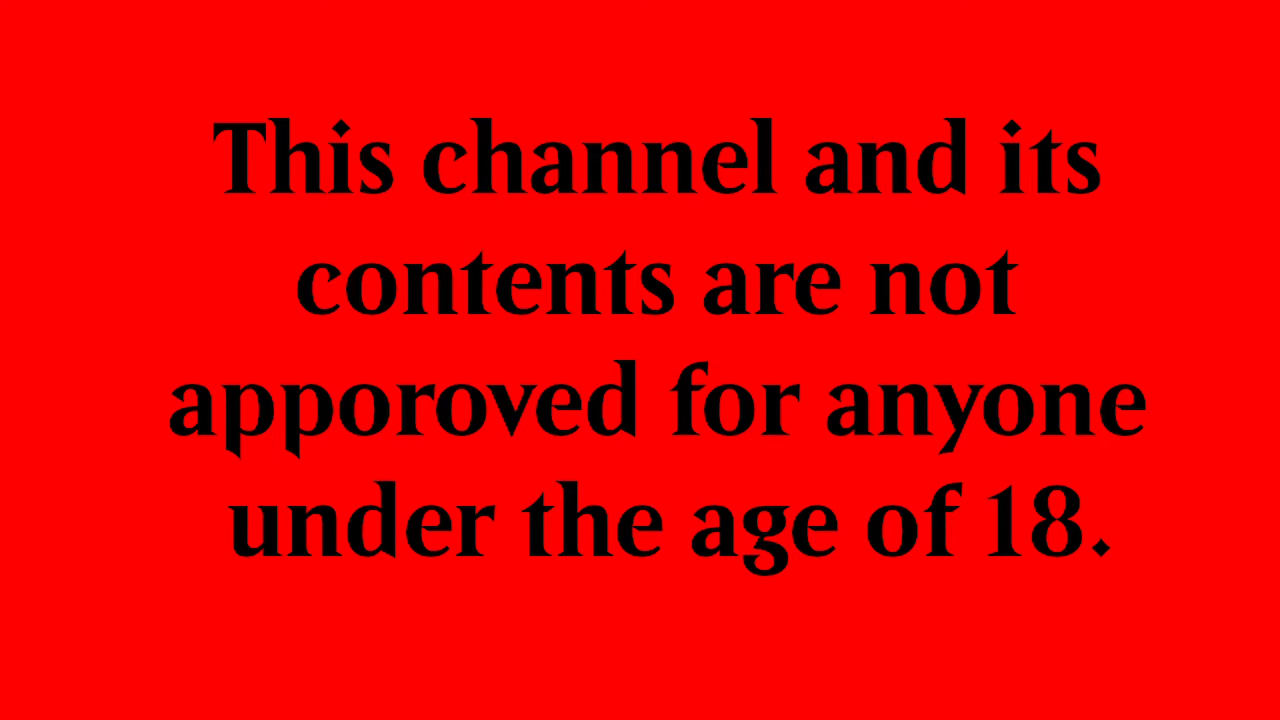 This channel and its
contents are not
apporoved for anyone
under the age of 18.